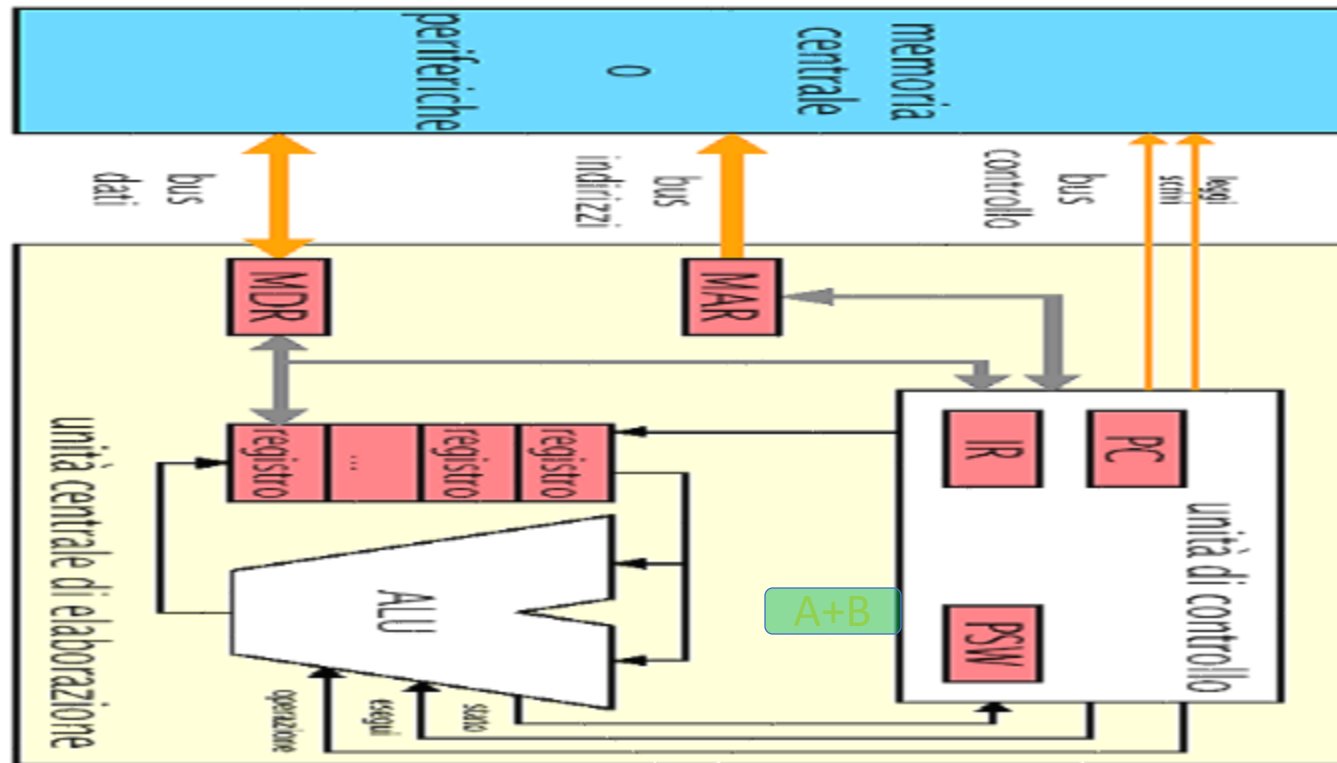 memoria
centrale
o
periferiche
leggi
scrivi
bus
controllo
bus
indirizzi
bus
dati
MDR
MAR
unità di controllo
PC
IR
PSW
registro
registro
...
registro
A+B
ALU
stato
esegui
operazione
unità centrale di elaborazione